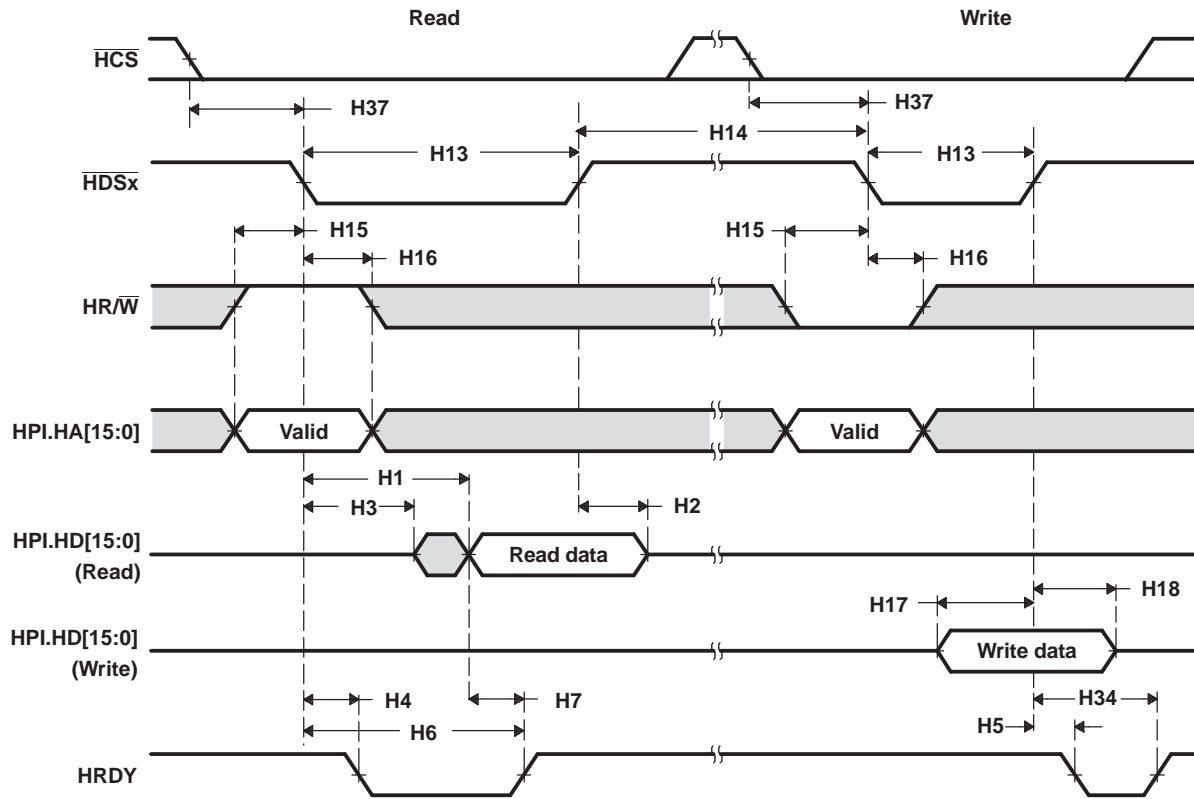 Read Write
H̅C̅S̅
H37 H37
H14
H13 H13
H̅D̅S̅x̅
H15 H15
H16 H16
HR/W̅
HPI.HA[15:0] Valid Valid
H1
H3 H2
HPI.HD[15:0]
(Read)
Read data
H17 H18
HPI.HD[15:0]
(Write)
Write data
H4 H7 H34
H6 H5
HRDY